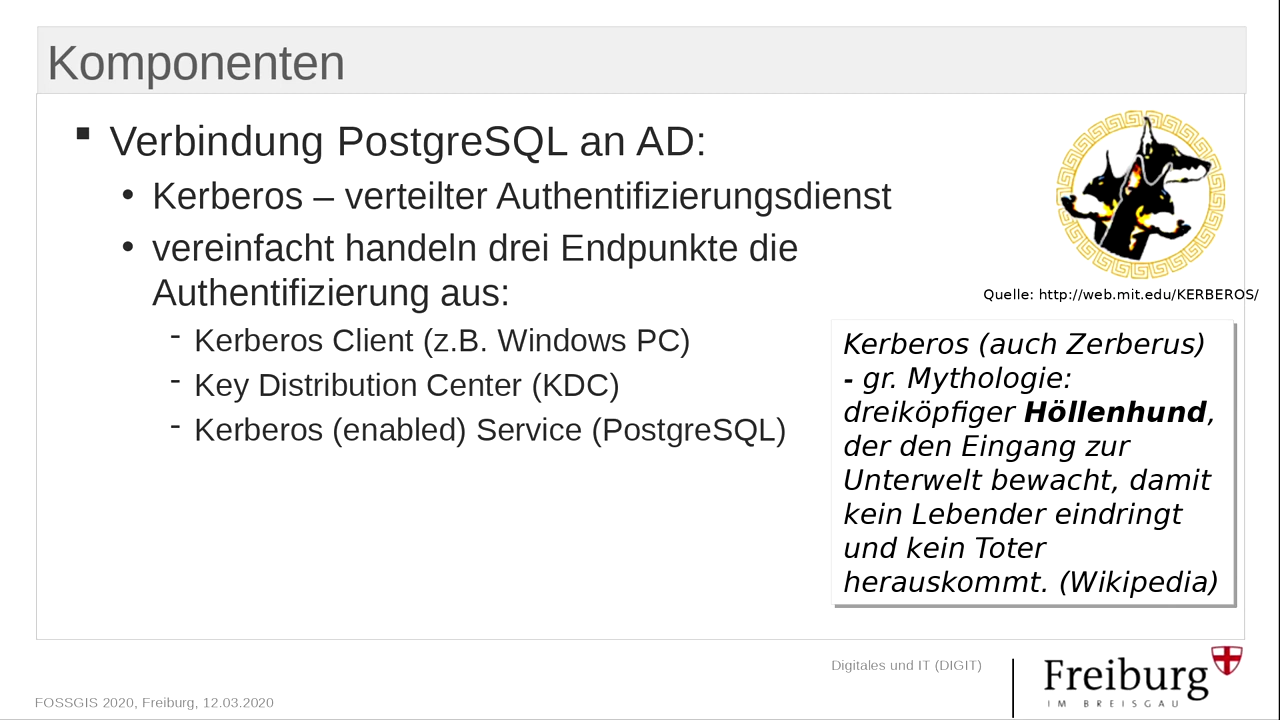 Komponenten
▪ Verbindung PostgreSQL an AD:
• Kerberos – verteilter Authentifizierungsdienst
• vereinfacht handeln drei Endpunkte die
Authentifizierung aus:
- Kerberos Client (z.B. Windows PC)
- Key Distribution Center (KDC)
- Kerberos (enabled) Service (PostgreSQL)
Quelle: http://web.mit.edu/KERBEROS/
Kerberos (auch Zerberus)
- gr. Mythologie:
dreiköpfiger Höllenhund,
der den Eingang zur
Unterwelt bewacht, damit
kein Lebender eindringt
und kein Toter
herauskommt. (Wikipedia)
Digitales und IT (DIGIT)
Freiburg
IM BREISGAU
FOSSGIS 2020, Freiburg, 12.03.2020